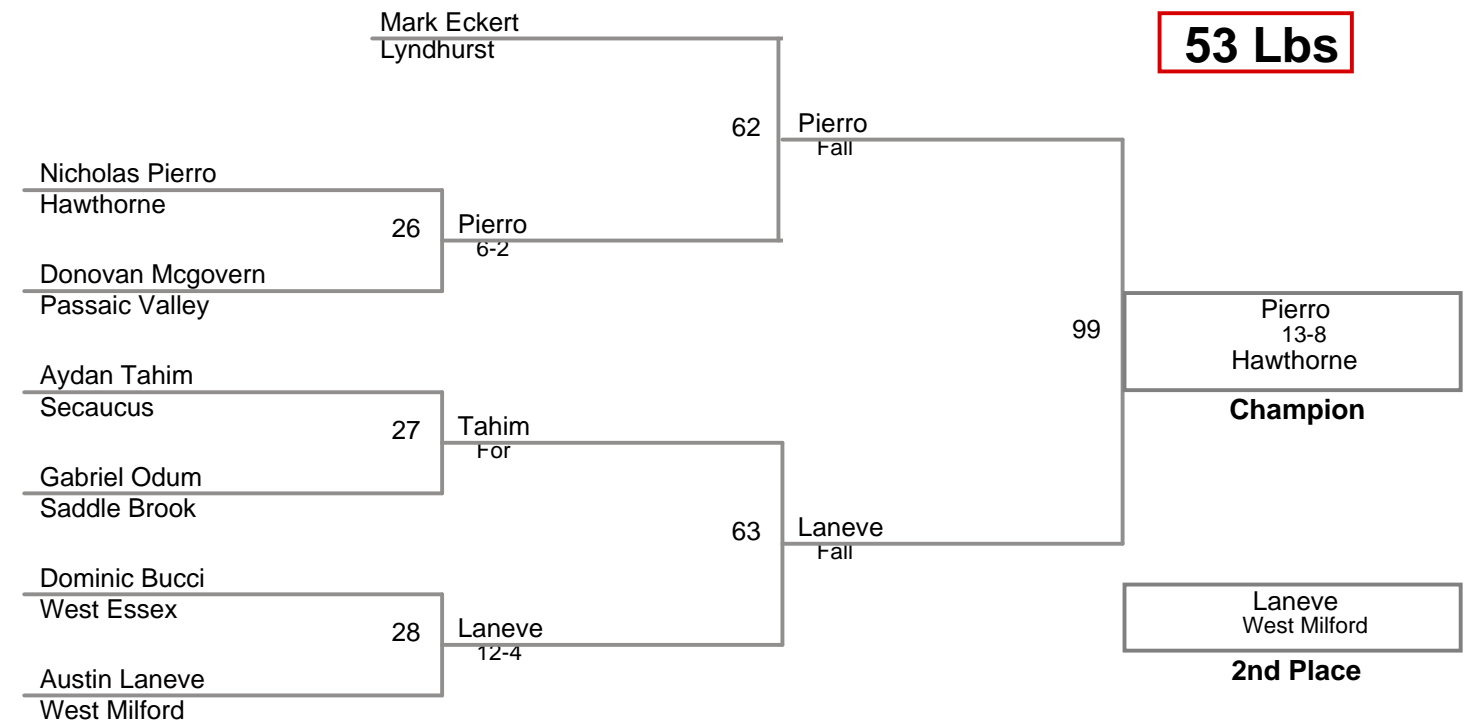 Mark Eckert
Lyndhurst
53 Lbs
62
Pierro
Fall
Nicholas Pierro
Hawthorne
26
Pierro
6-2
Donovan Mcgovern
Passaic Valley
99
Pierro
13-8
Hawthorne
Champion
Aydan Tahim
Secaucus
27
Tahim
For
Gabriel Odum
Saddle Brook
63
Laneve
Fall
Dominic Bucci
West Essex
28
Laneve
12-4
Austin Laneve
West Milford
Laneve
West Milford
2nd Place